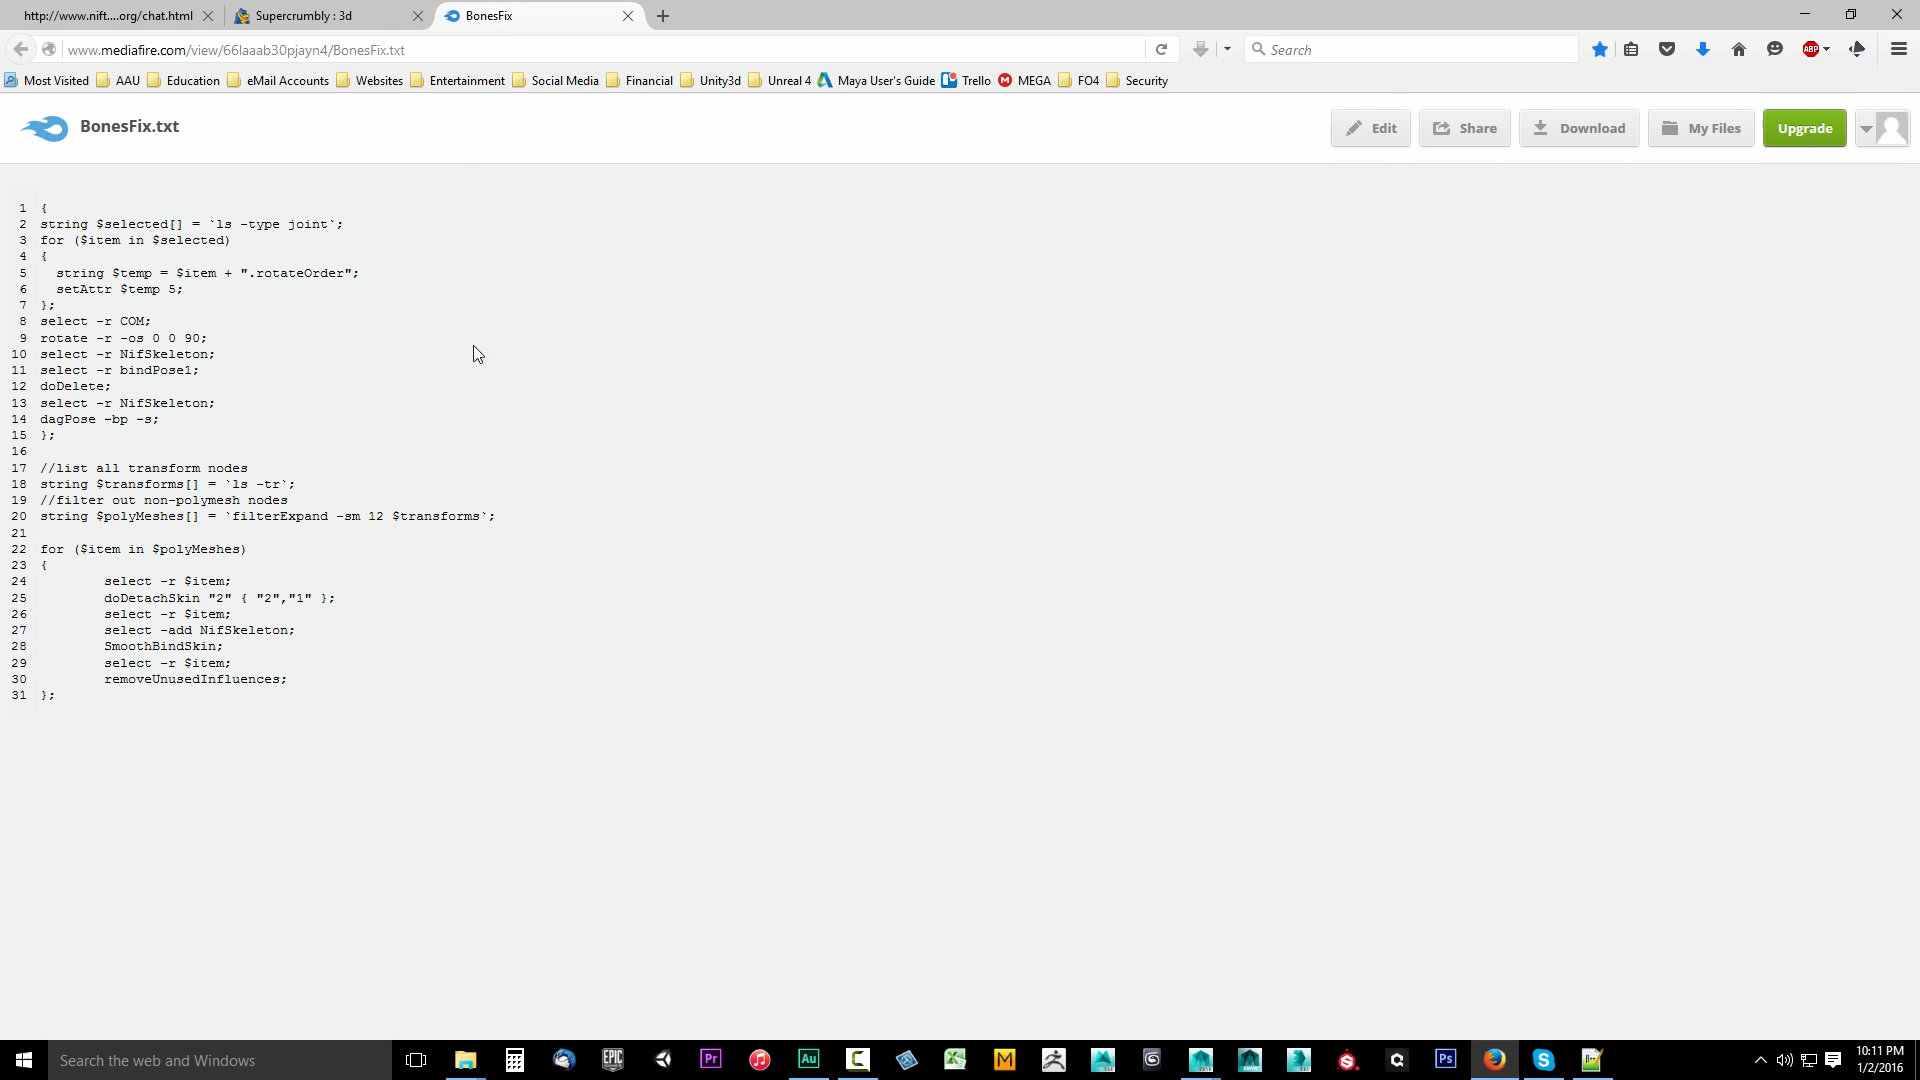 http://www.nift....org/chat.html
Supercrumbly : 3d
BonesFix
www.mediafire.com/view/66laaab30pjayn4/BonesFix.txt
Search
ABP
Most Visited AAU Education eMail Accounts Websites Entertainment Social Media Financial Unity3d Unreal 4 Maya User's Guide Trello MEGA FO4 Security
BonesFix.txt
Edit Share Download My Files Upgrade
1 {
2 string $selected[] = `ls -type joint`;
3 for ($item in $selected)
4 {
5 string $temp = $item + ".rotateOrder";
6 setAttr $temp 5;
7 };
8 select -r COM;
9 rotate -r -os 0 0 90;
10 select -r NifSkeleton;
11 select -r bindPose1;
12 doDelete;
13 select -r NifSkeleton;
14 dagPose -bp -s;
15 };
16
17 //list all transform nodes
18 string $transforms[] = `ls -tr`;
19 //filter out non-polymesh nodes
20 string $polyMeshes[] = `filterExpand -sm 12 $transforms`;
21
22 for ($item in $polyMeshes)
23 {
24 select -r $item;
25 doDetachSkin "2" { "2","1" };
26 select -r $item;
27 select -add NifSkeleton;
28 SmoothBindSkin;
29 select -r $item;
30 removeUnusedInfluences;
31 };
Search the web and Windows
EPIC
Pr
Au
Ps
10:11 PM
1/2/2016